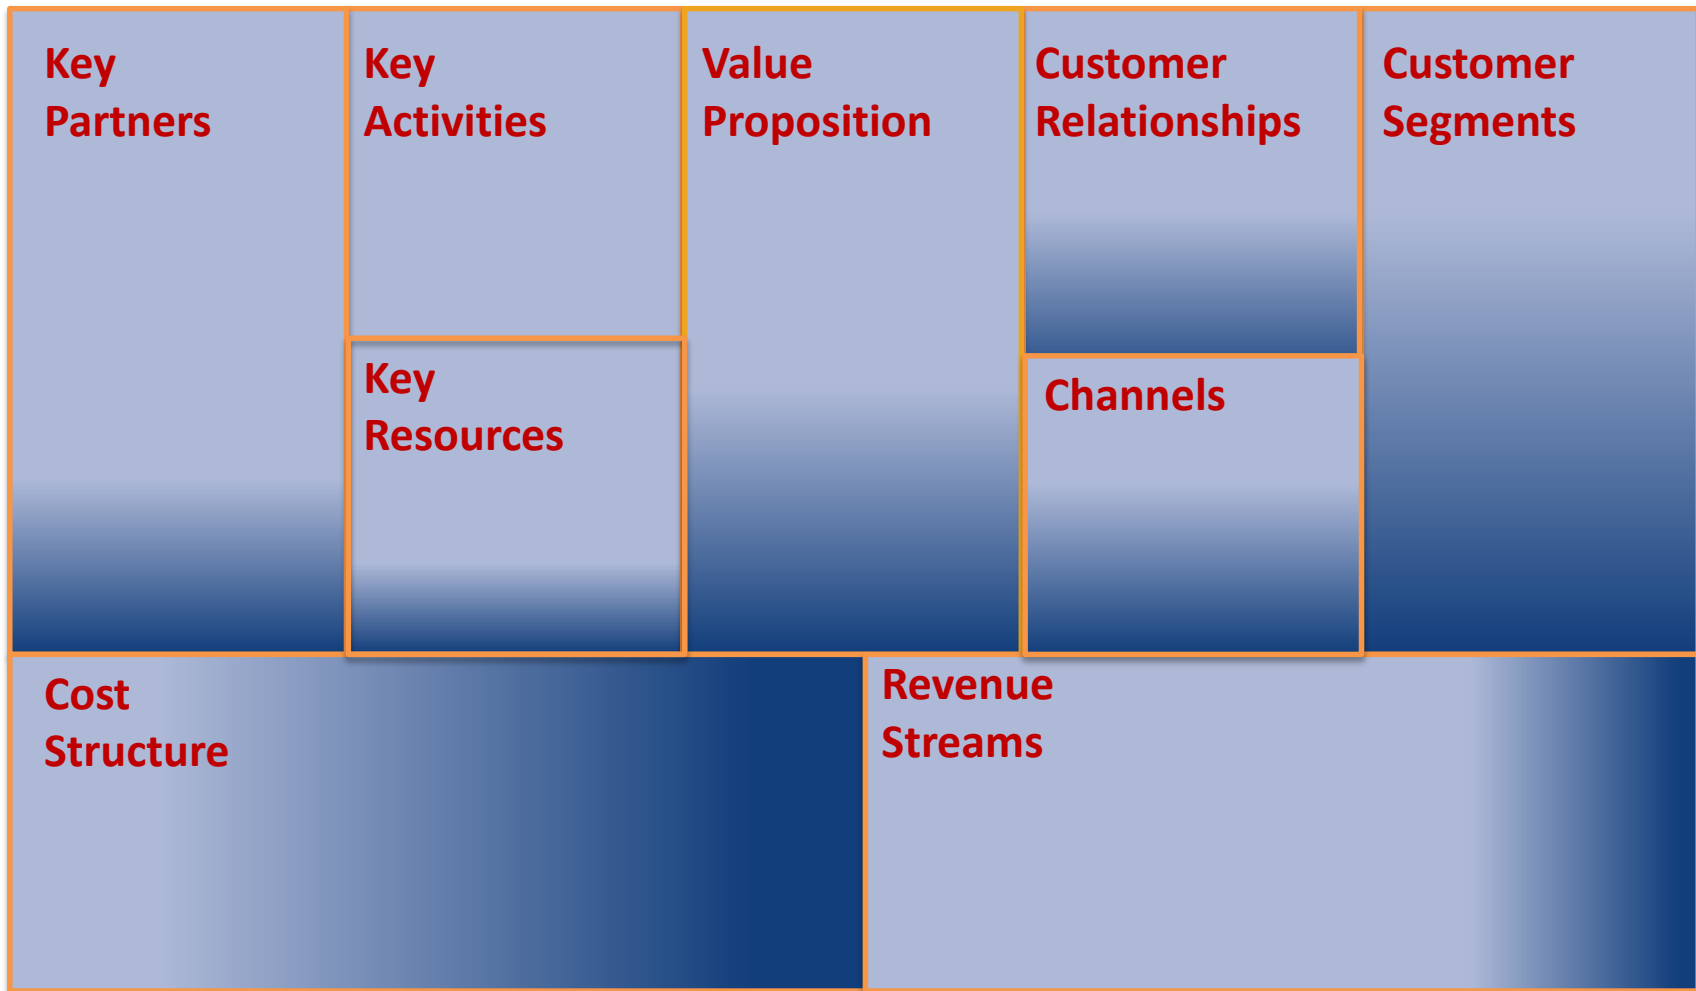 Key
Partners
Key
Activities
Key
Resources
Value
Proposition
Customer
Relationships
Channels
Customer
Segments
Cost
Structure
Revenue
Streams